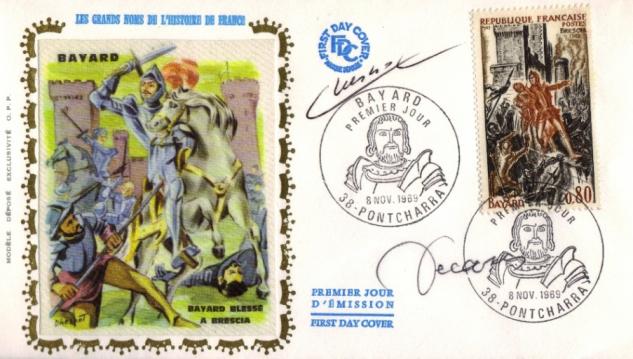 LES GRANDS NOMS DE L'HISTOIRE DE FRANCE
BAYARD
BAYARD BLESSÉ
A BRESCIA
MODÈLE DÉPOSÉ EXCLUSIVITÉ O.P.P.
FIRST DAY COVER
FDC
BAYARD
PREMIER JOUR
8 NOV. 1969
38-PONTCHARRA
REPUBLIQUE FRANÇAISE
POSTES
BRESCIA
BAYARD
0,80
PREMIER JOUR
8 NOV. 1969
38-PONTCHARRA
PREMIER JOUR
D'ÉMISSION
FIRST DAY COVER